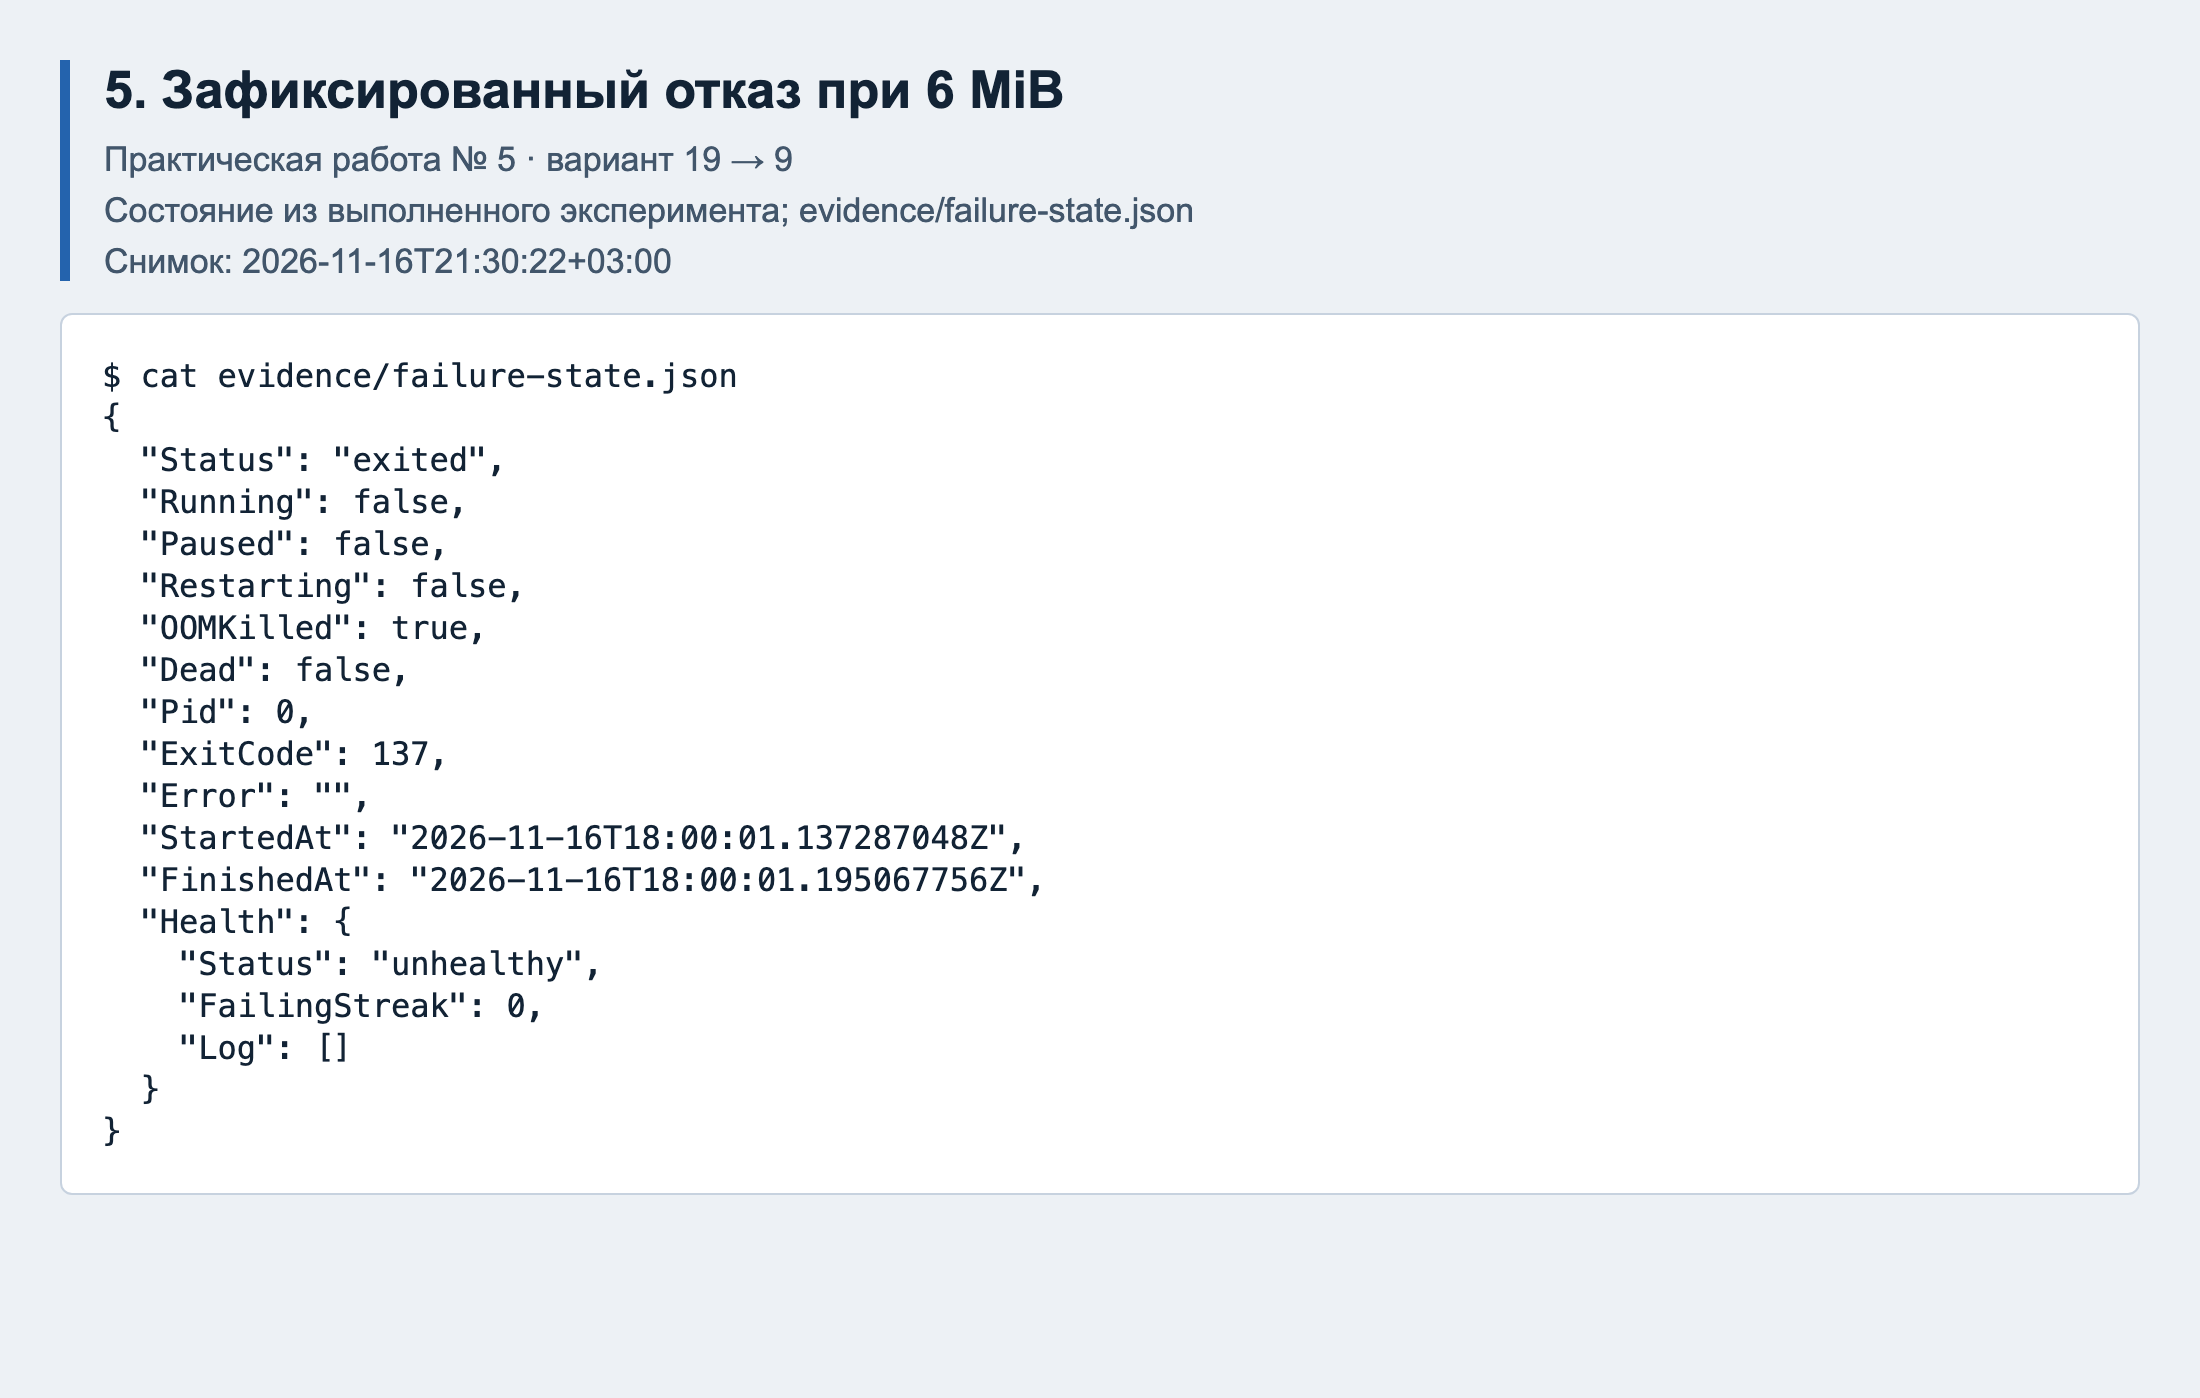 5. Зафиксированный отказ при 6 MiB
Практическая работа № 5 · вариант 19 → 9
Состояние из выполненного эксперимента; evidence/failure-state.json
Снимок: 2026-11-16T21:30:22+03:00
$ cat evidence/failure-state.json
{
  "Status": "exited",
  "Running": false,
  "Paused": false,
  "Restarting": false,
  "OOMKilled": true,
  "Dead": false,
  "Pid": 0,
  "ExitCode": 137,
  "Error": "",
  "StartedAt": "2026-11-16T18:00:01.137287048Z",
  "FinishedAt": "2026-11-16T18:00:01.195067756Z",
  "Health": {
    "Status": "unhealthy",
    "FailingStreak": 0,
    "Log": []
  }
}